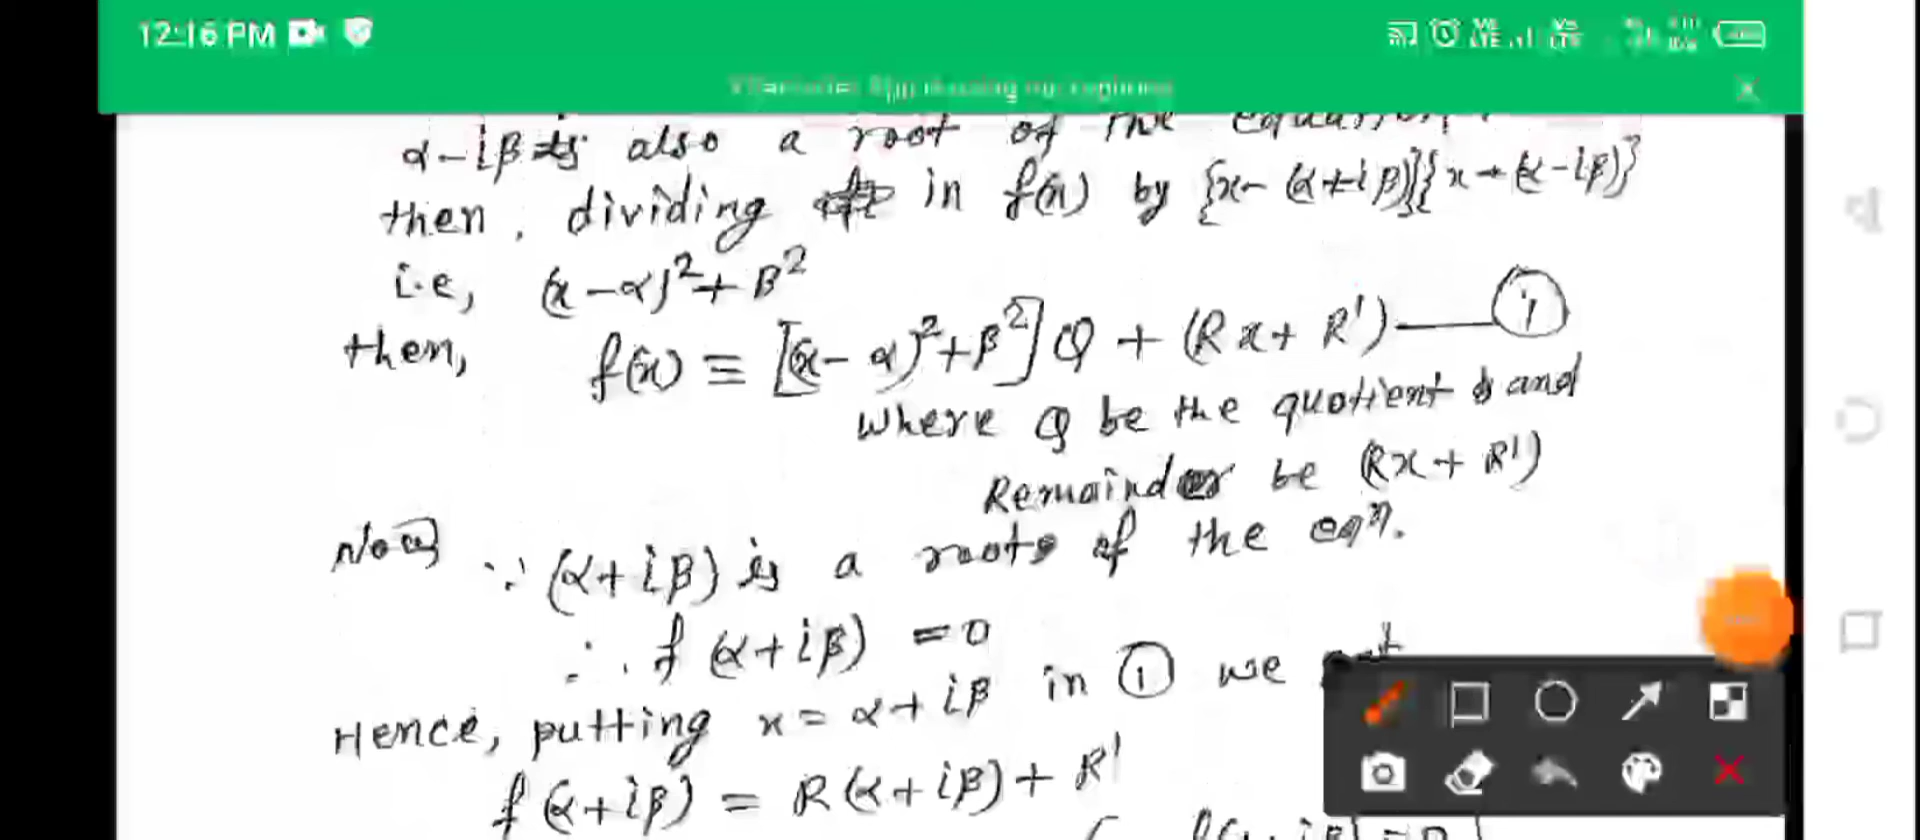 12:16 PM
α-iβ is also a root of the equation.
then, dividing in f(x) by {x-(α+iβ)}{x-(α-iβ)}
i.e, (x-α)²+β²
then, f(x) ≡ [(x-α)²+β²]Q + (Rx+R') — ①
where Q be the quotient and
Remainder be (Rx+R')
Now ∵ (α+iβ) is a roots of the eqⁿ.
∴ f(α+iβ) = 0
Hence, putting x = α+iβ in ① we
f(α+iβ) = R(α+iβ)+R'